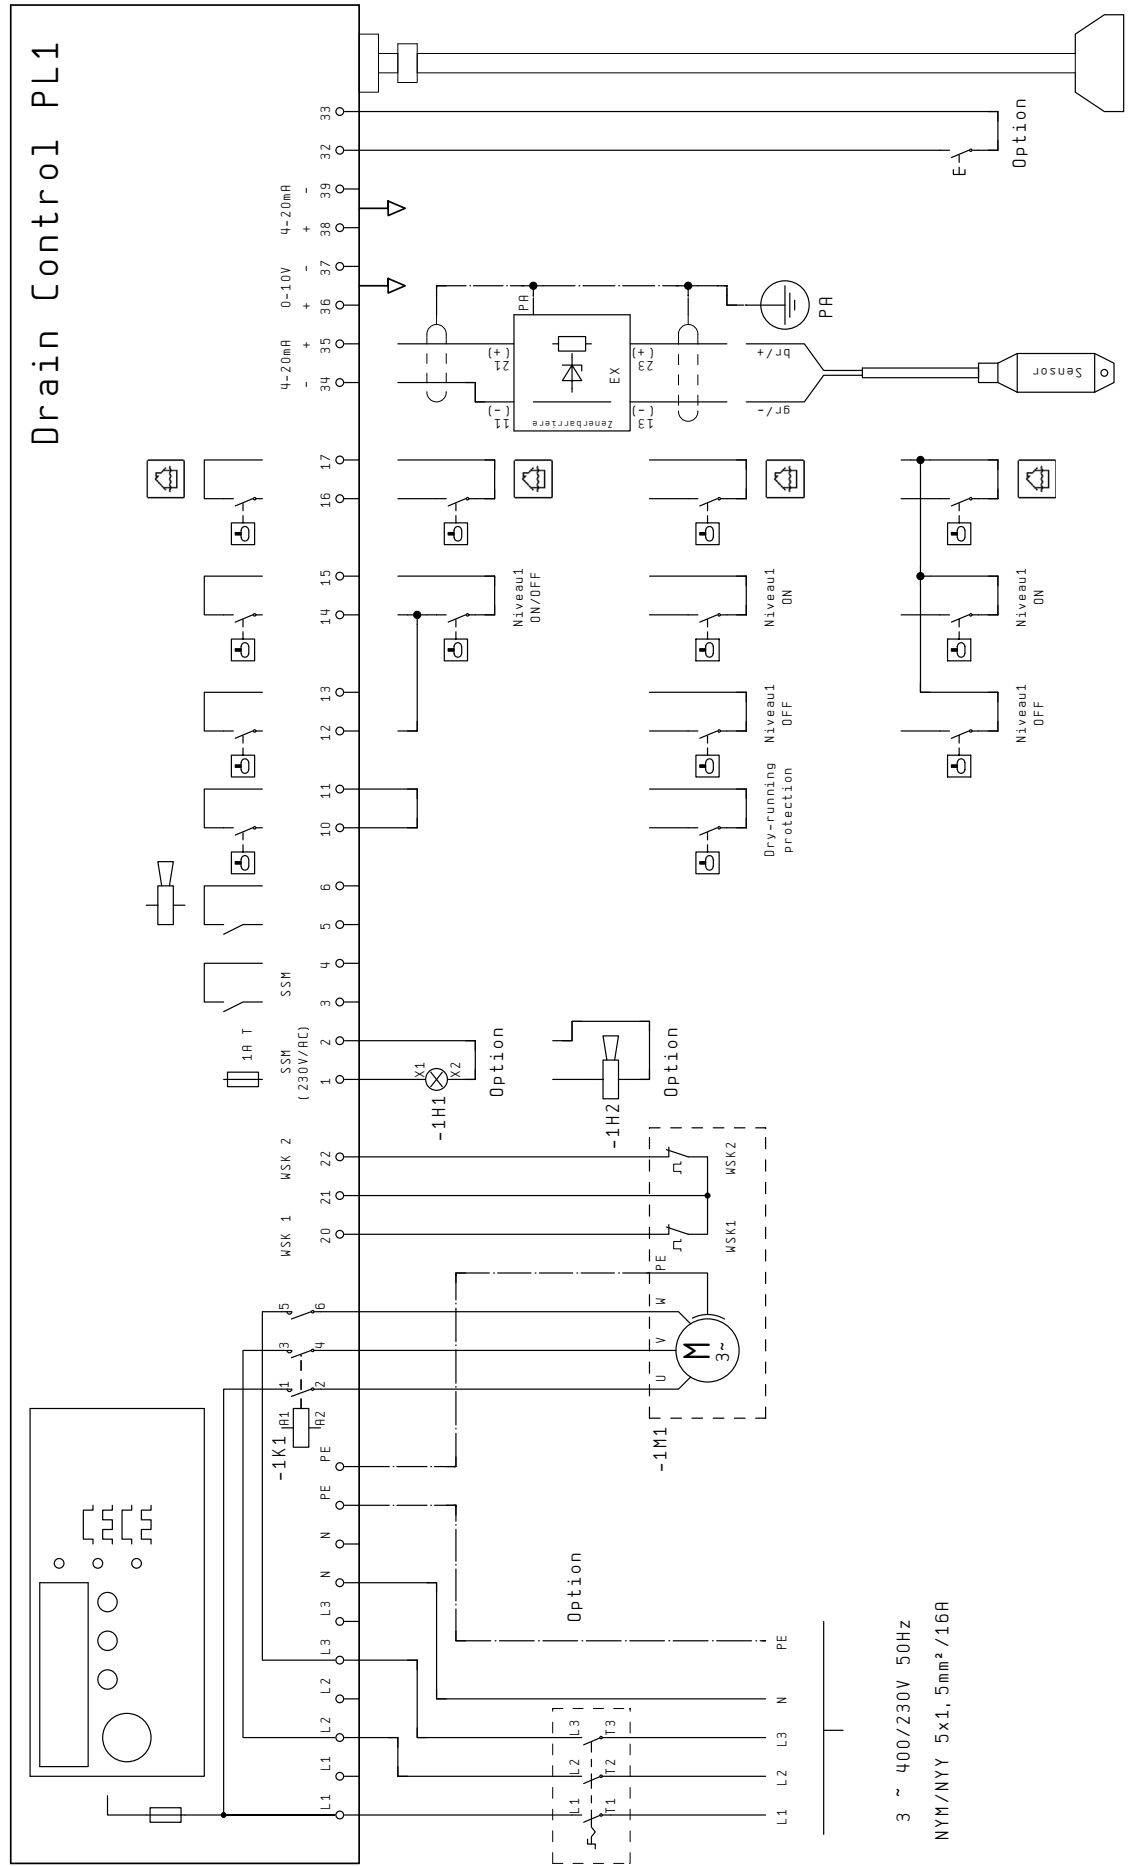 Drain Control PL1
L1
L1
L2
L2
L3
L3
N
N
PE
PE
-1K1
A1
A2
1
2
3
4
5
6
WSK 1
WSK 2
20
21
22
1A T
SSM
(230V/AC)
1
2
SSM
3
4
5
6
10
11
12
13
14
15
16
17
4-20mA
- +
34
35
0-10V
+ -
36
37
4-20mA
+ -
38
39
32
33
-1H1
X1
X2
Option
-1H2
Option
Niveau1
ON/OFF
11
(-)
21
(+)
PA
Zenerbarriere
EX
13
(-)
23
(+)
gr/-
br/+
PA
Sensor
Option
-1M1
U
V
W
PE
M
3~
WSK1
WSK2
Dry-running
protection
Niveau1
OFF
Niveau1
ON
Niveau1
OFF
Niveau1
ON
Option
L1
L2
L3
T1
T2
T3
L1
L2
L3
N
PE
3 ~ 400/230V 50Hz
NYM/NYY 5x1,5mm²/16A